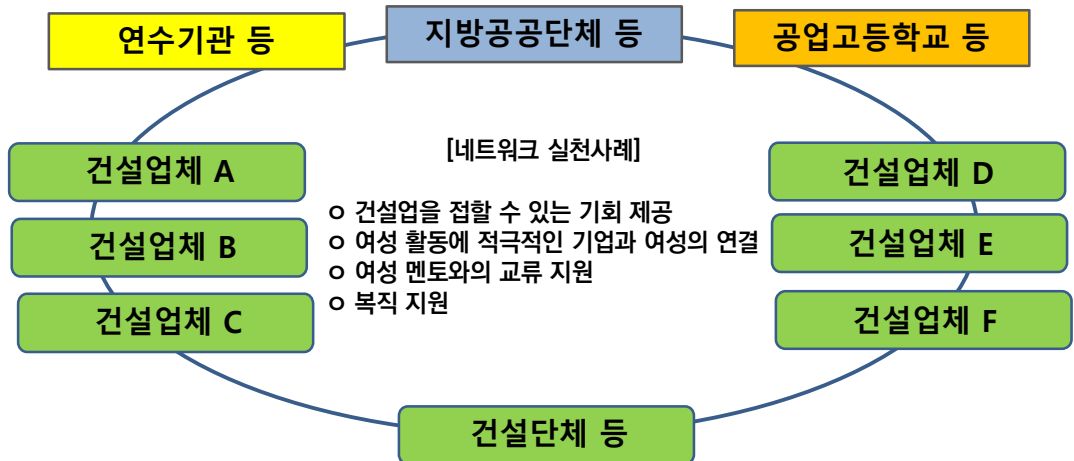 연수기관 등
지방공공단체 등
공업고등학교 등
[네트워크 실천사례]
건설업체 A
건설업체 D
ㅇ 건설업을 접할 수 있는 기회 제공
건설업체 B
ㅇ 여성 활동에 적극적인 기업과 여성의 연결
건설업체 E
ㅇ 여성 멘토와의 교류 지원
ㅇ 복직 지원
건설업체 C
건설업체 F
건설단체 등